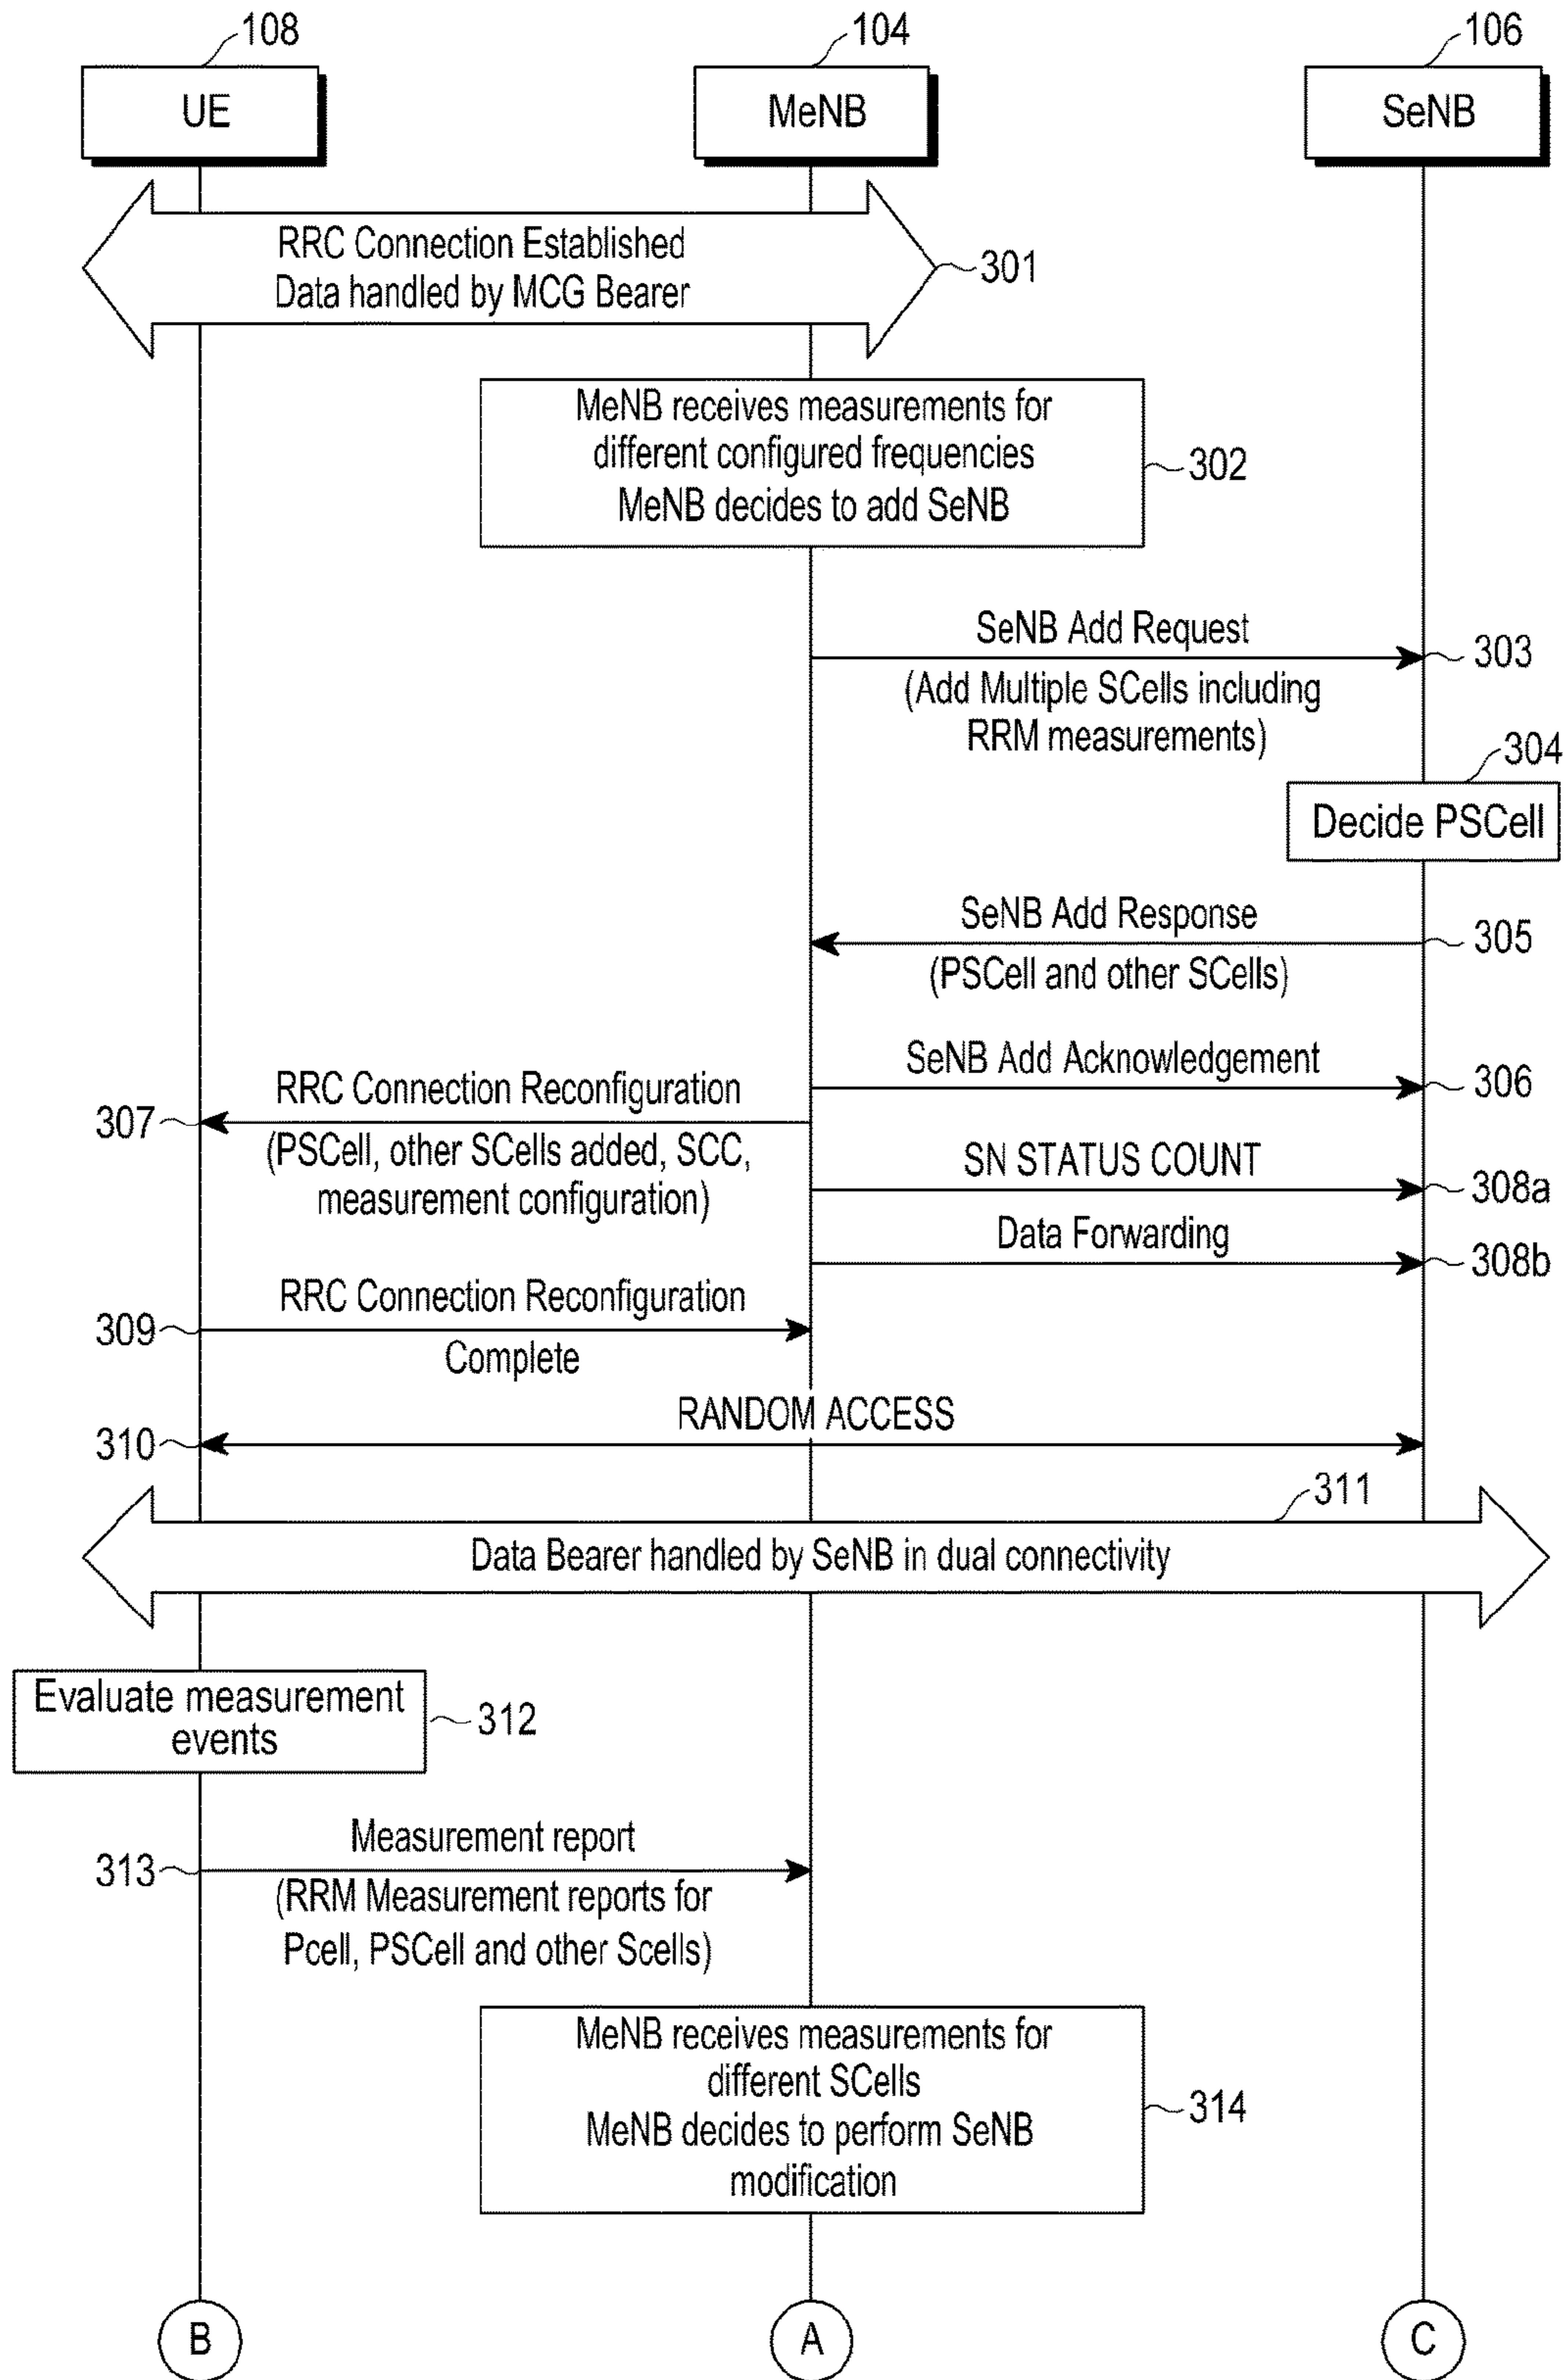 108
104
106
UE
MeNB
SeNB
RRC Connection Established
Data handled by MCG Bearer
301
MeNB receives measurements for
different configured frequencies
MeNB decides to add SeNB
302
SeNB Add Request
303
(Add Multiple SCells including
RRM measurements)
304
Decide PSCell
SeNB Add Response
305
(PSCell and other SCells)
SeNB Add Acknowledgement
306
RRC Connection Reconfiguration
307
(PSCell, other SCells added, SCC,
measurement configuration)
SN STATUS COUNT
308a
Data Forwarding
308b
RRC Connection Reconfiguration
309
Complete
RANDOM ACCESS
310
311
Data Bearer handled by SeNB in dual connectivity
Evaluate measurement
events
312
Measurement report
313
(RRM Measurement reports for
Pcell, PSCell and other Scells)
MeNB receives measurements for
different SCells
MeNB decides to perform SeNB
modification
314
B
A
C